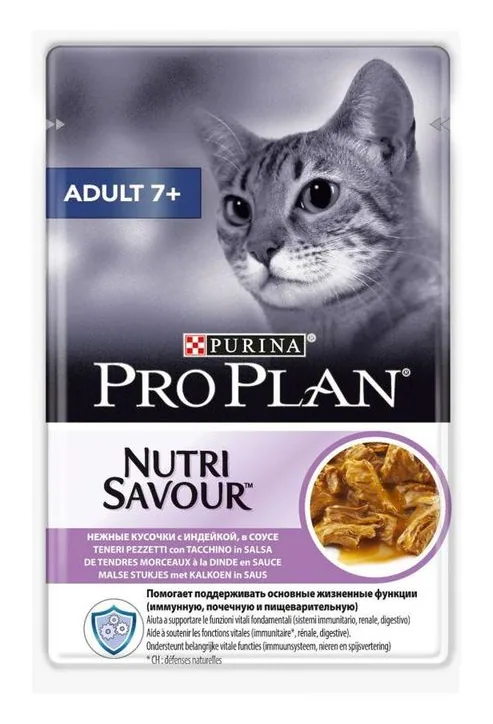 ADULT 7+
PURINA®
PRO PLAN®
NUTRI
SAVOUR™
НЕЖНЫЕ КУСОЧКИ с ИНДЕЙКОЙ, в СОУСЕ
TENERI PEZZETTI con TACCHINO in SALSA
DE TENDRES MORCEAUX à la DINDE en SAUCE
MALSE STUKJES met KALKOEN in SAUS
Помогает поддерживать основные жизненные функции
(иммунную, почечную и пищеварительную)
Aiuta a supportare le funzioni vitali fondamentali (sistemi immunitario, renale, digestivo)
Aide à soutenir les fonctions vitales (immunitaire*, rénale, digestive).
Ondersteunt belangrijke vitale functies (immuunsysteem, nieren en spijsvertering)
* CH : défenses naturelles